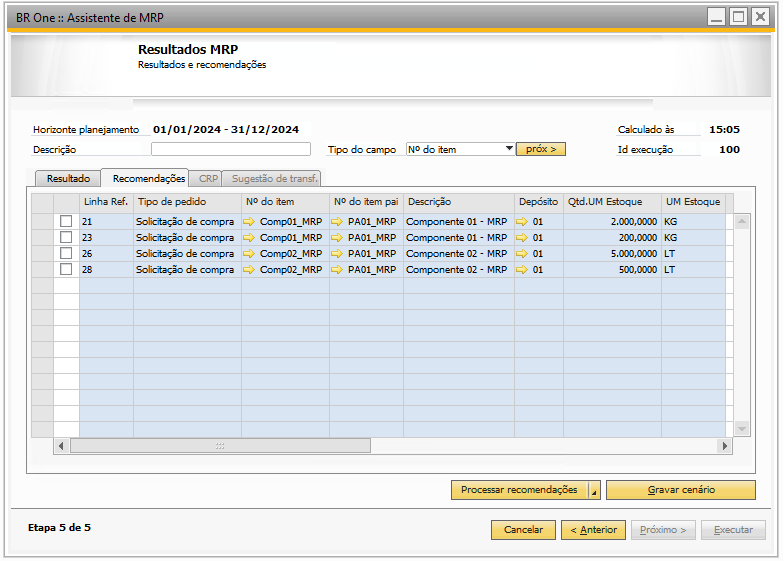 BR One :: Assistente de MRP
Resultados MRP
Resultados e recomendações
Horizonte planejamento 01/01/2024 - 31/12/2024 Calculado às 15:05
Descrição Tipo do campo Nº do item próx > Id execução 100
Resultado Recomendações CRP Sugestão de transf.
Linha Ref. Tipo de pedido Nº do item Nº do item pai Descrição Depósito Qtd.UM Estoque UM Estoque
21 Solicitação de compra Comp01_MRP PA01_MRP Componente 01 - MRP 01 2.000,0000 KG
23 Solicitação de compra Comp01_MRP PA01_MRP Componente 01 - MRP 01 200,0000 KG
26 Solicitação de compra Comp02_MRP PA01_MRP Componente 02 - MRP 01 5.000,0000 LT
28 Solicitação de compra Comp02_MRP PA01_MRP Componente 02 - MRP 01 500,0000 LT
Processar recomendações Gravar cenário
Etapa 5 de 5 Cancelar < Anterior Próximo > Executar